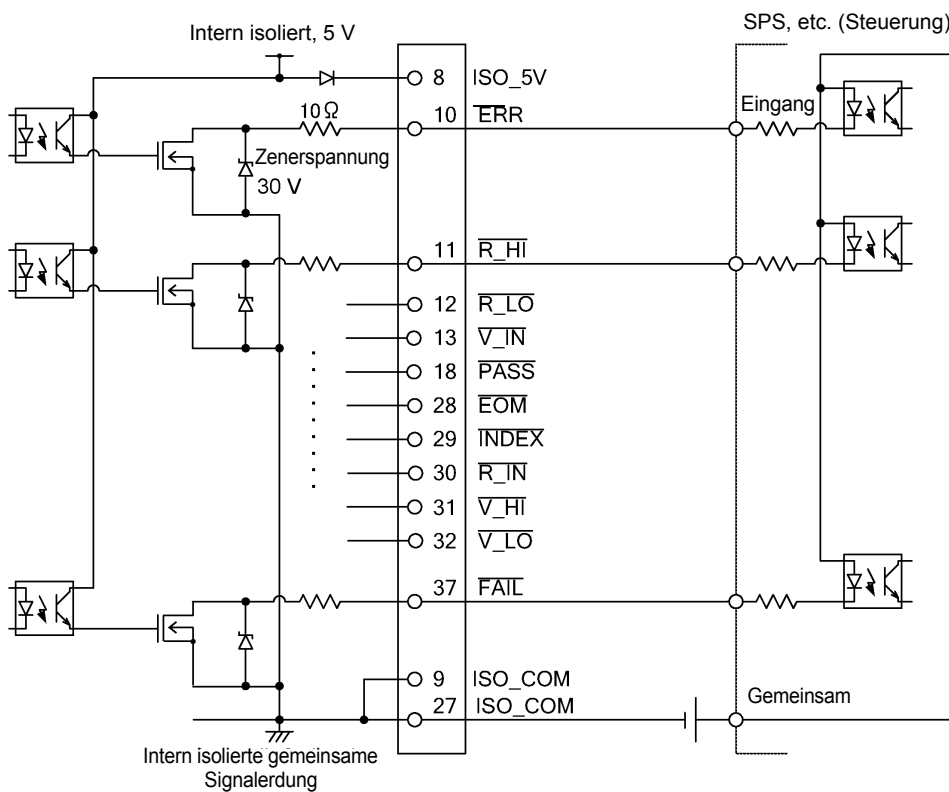 SPS, etc. (Steuerung)
Intern isoliert, 5 V
8 ISO_5V
10Ω
10 ERR
Eingang
Zenerspannung
30 V
11 R_HI
12 R_LO
13 V_IN
18 PASS
28 EOM
29 INDEX
30 R_IN
31 V_HI
32 V_LO
37 FAIL
9 ISO_COM
27 ISO_COM
Gemeinsam
Intern isolierte gemeinsame
Signalerdung